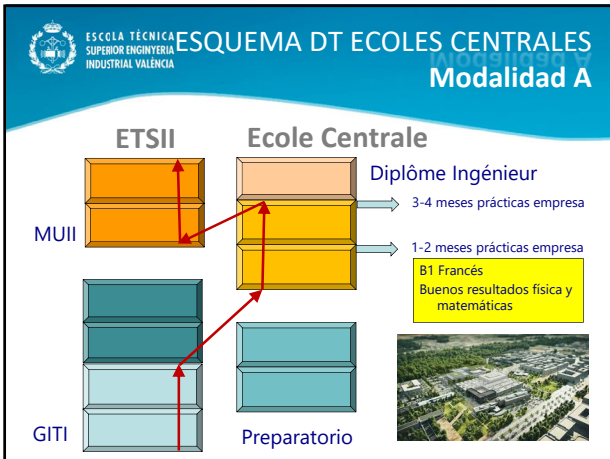 ESCOLA TÈCNICA
SUPERIOR ENGINYERIA
INDUSTRIAL VALÈNCIA
ESQUEMA DT ECOLES CENTRALES
Modalidad A
ETSII
Ecole Centrale
Diplôme Ingénieur
3-4 meses prácticas empresa
MUII
1-2 meses prácticas empresa
B1 Francés
Buenos resultados física y
matemáticas
GITI
Preparatorio